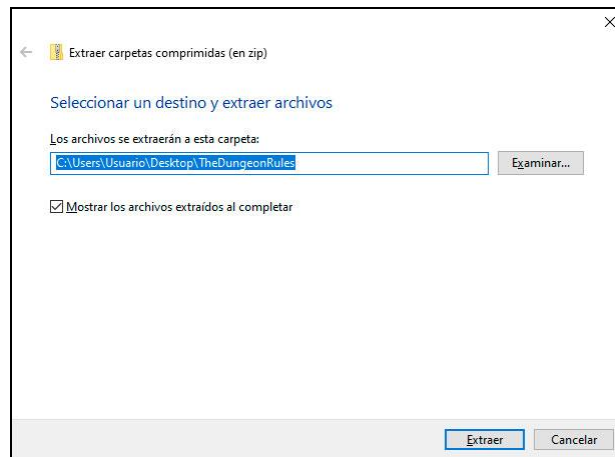 Extraer carpetas comprimidas (en zip)
Seleccionar un destino y extraer archivos
Los archivos se extraerán a esta carpeta:
C:\Users\Usuario\Desktop\TheDungeonRules
Examinar...
Mostrar los archivos extraídos al completar
Extraer
Cancelar